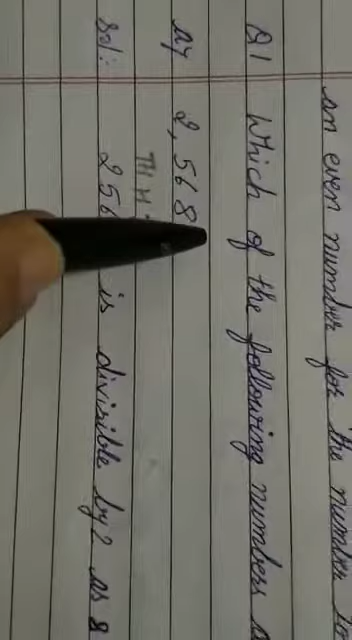 an even number for the number
Q1 Which of the following numbers
a) 2,568
TH H
Sol: 256 is divisible by 2 as 8